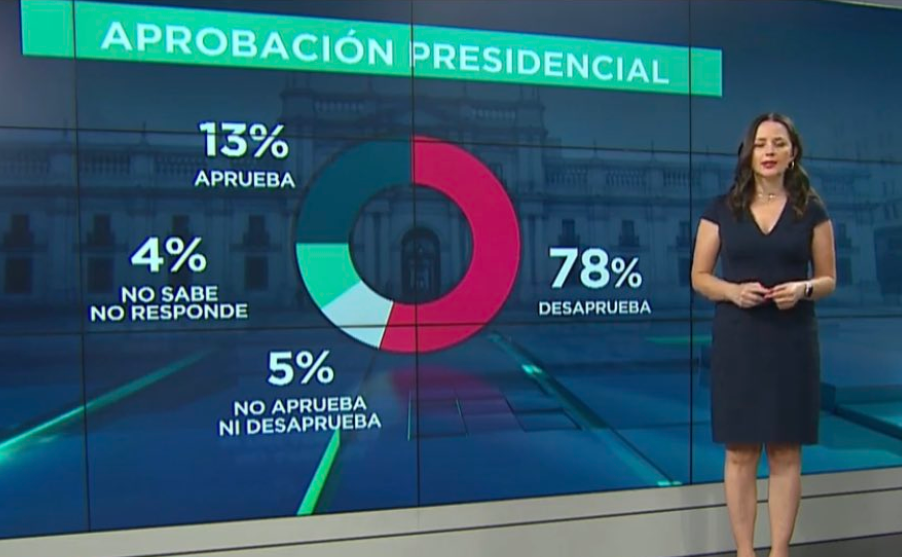 APROBACIÓN PRESIDENCIAL
13%
APRUEBA
4%
NO SABE
NO RESPONDE
5%
NO APRUEBA
NI DESAPRUEBA
78%
DESAPRUEBA